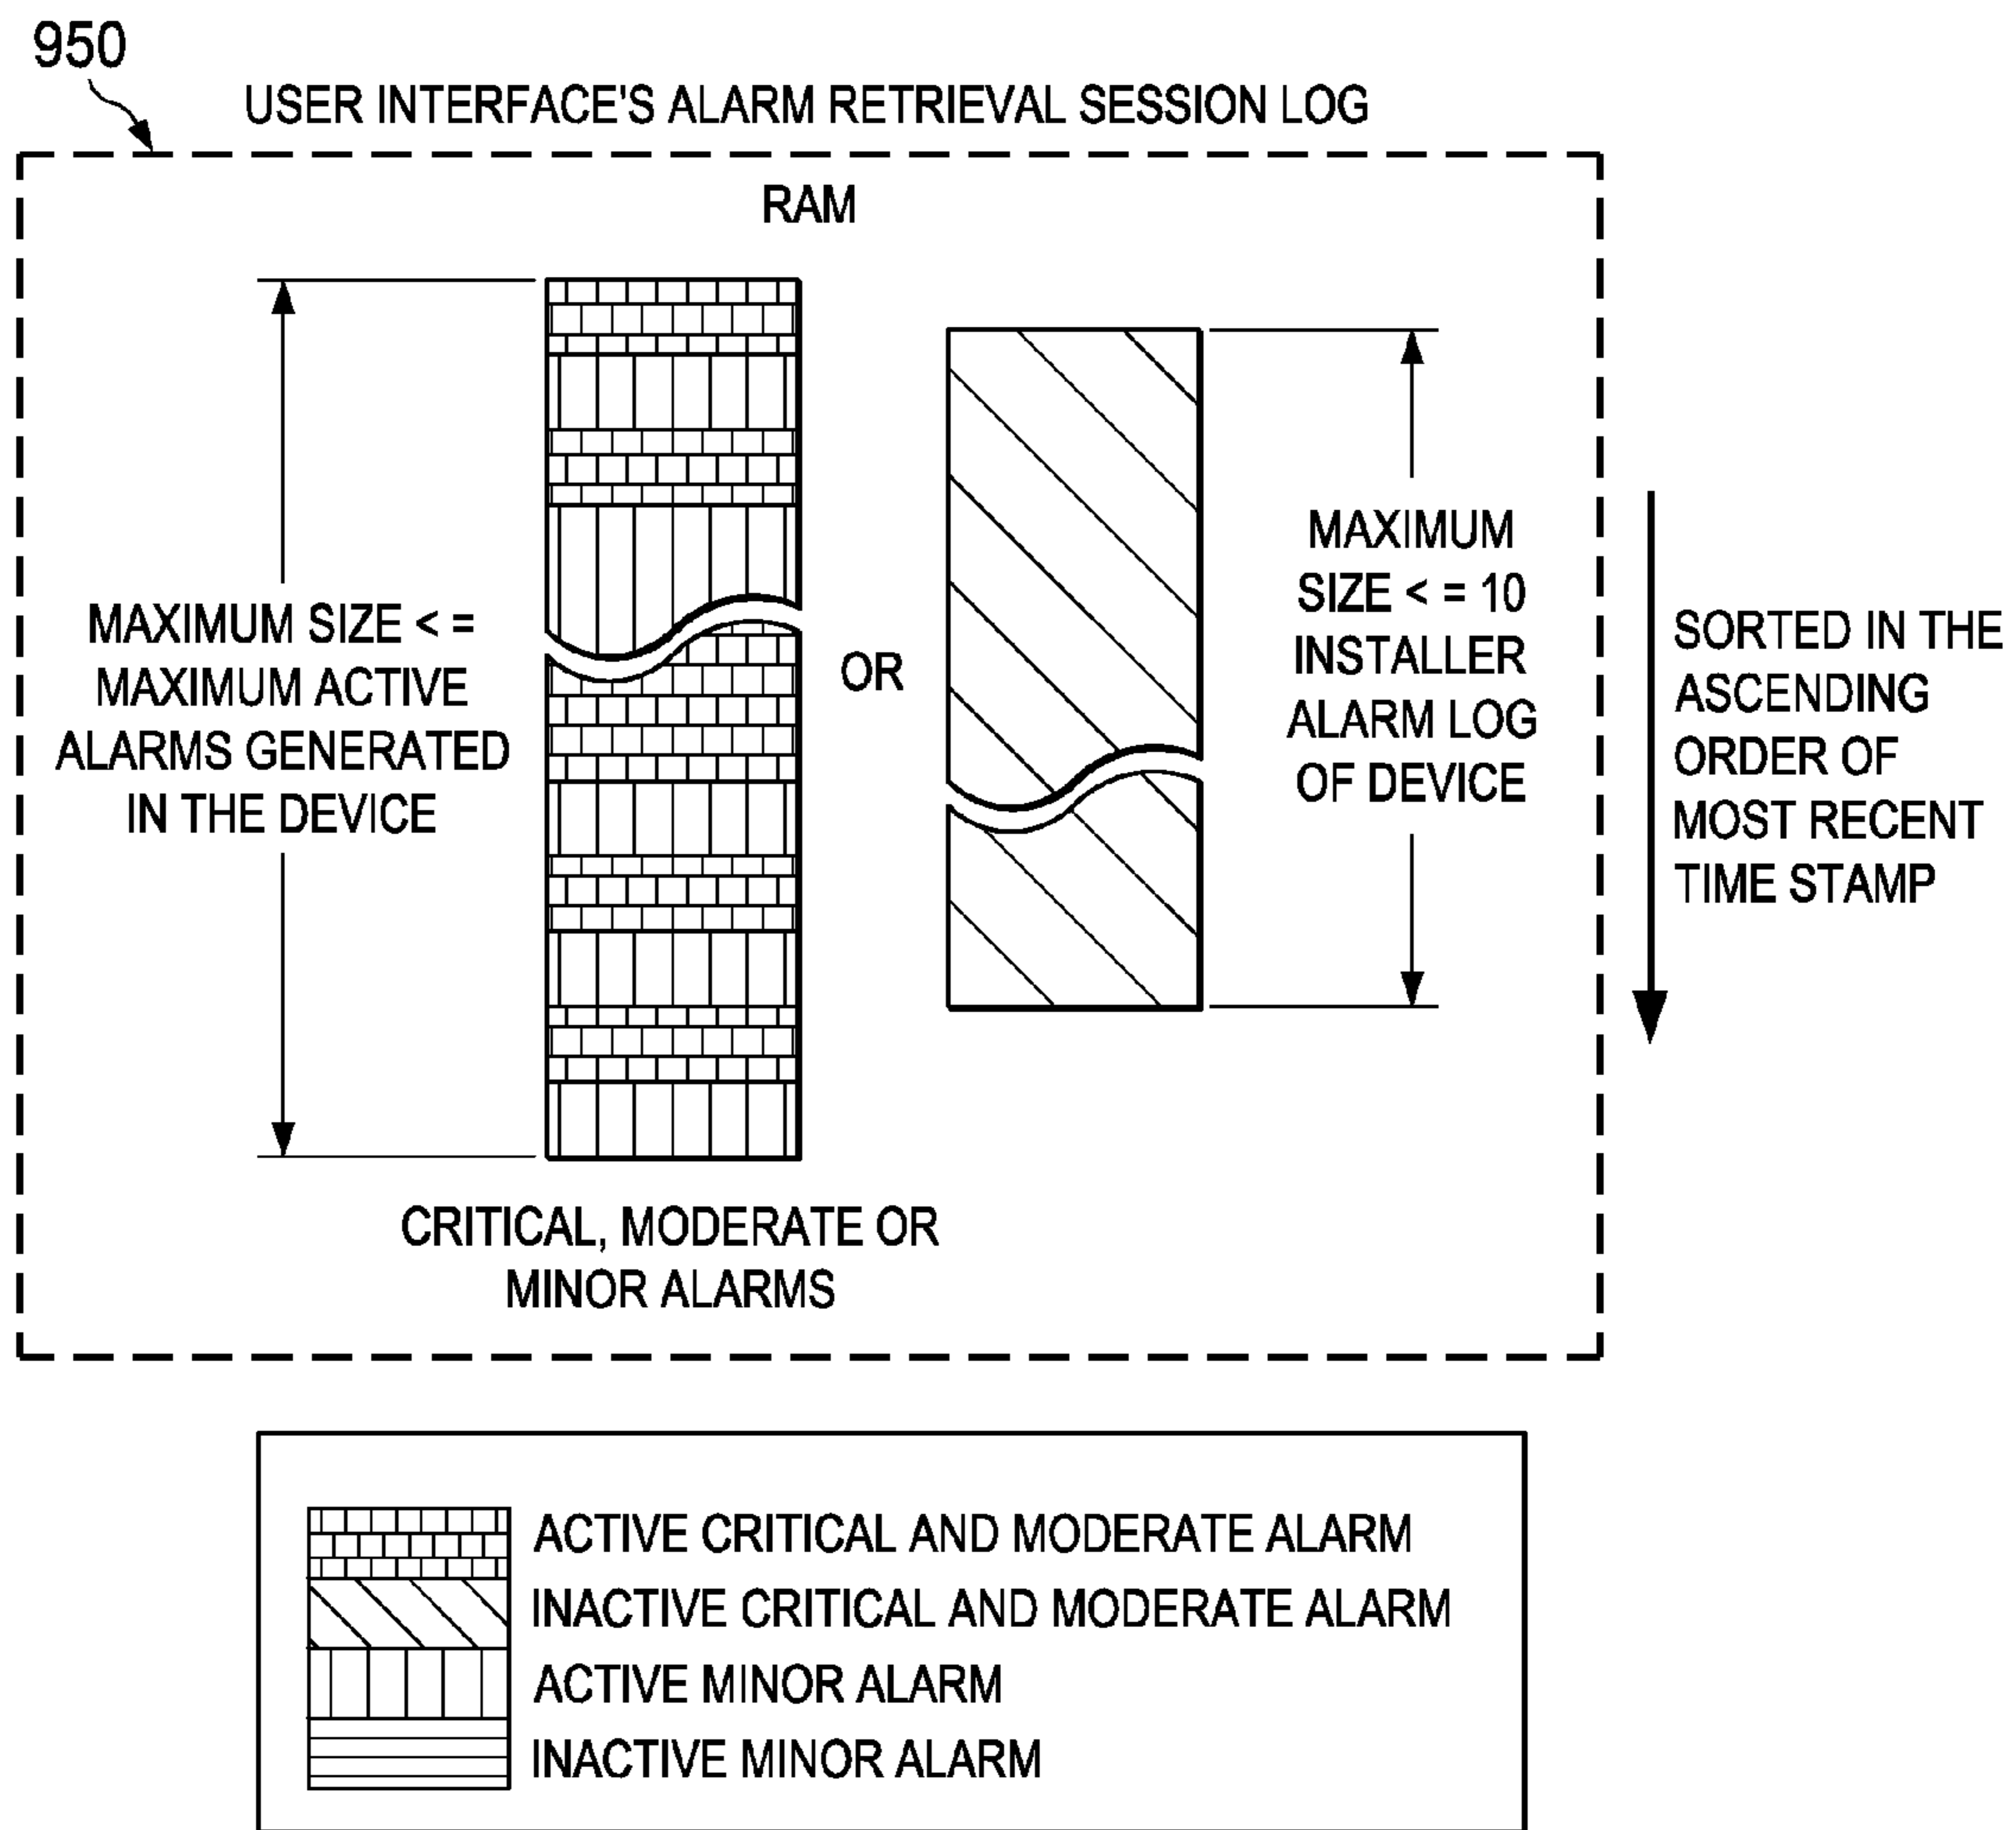 950
USER INTERFACE'S ALARM RETRIEVAL SESSION LOG
RAM
MAXIMUM SIZE < =
MAXIMUM ACTIVE
ALARMS GENERATED
IN THE DEVICE
OR
MAXIMUM
SIZE < = 10
INSTALLER
ALARM LOG
OF DEVICE
SORTED IN THE
ASCENDING
ORDER OF
MOST RECENT
TIME STAMP
CRITICAL, MODERATE OR
MINOR ALARMS
ACTIVE CRITICAL AND MODERATE ALARM
INACTIVE CRITICAL AND MODERATE ALARM
ACTIVE MINOR ALARM
INACTIVE MINOR ALARM